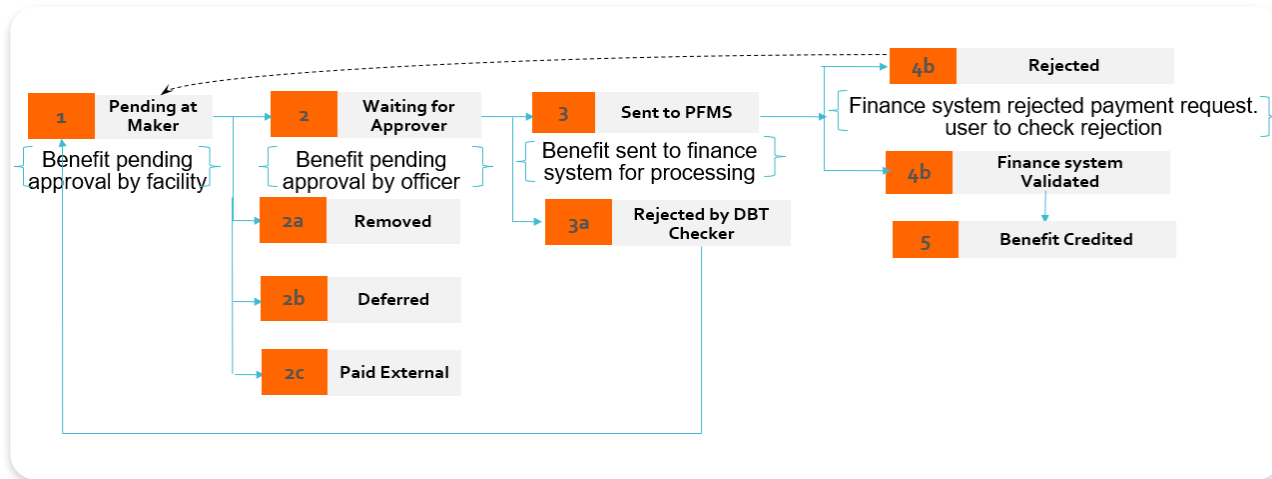 1
Pending at
Maker
Benefit pending
approval by facility
2
Waiting for
Approver
Benefit pending
approval by officer
2a
Removed
2b
Deferred
2c
Paid External
3
Sent to PFMS
Benefit sent to finance
system for processing
3a
Rejected by DBT
Checker
4b
Rejected
Finance system rejected payment request.
user to check rejection
4b
Finance system
Validated
5
Benefit Credited